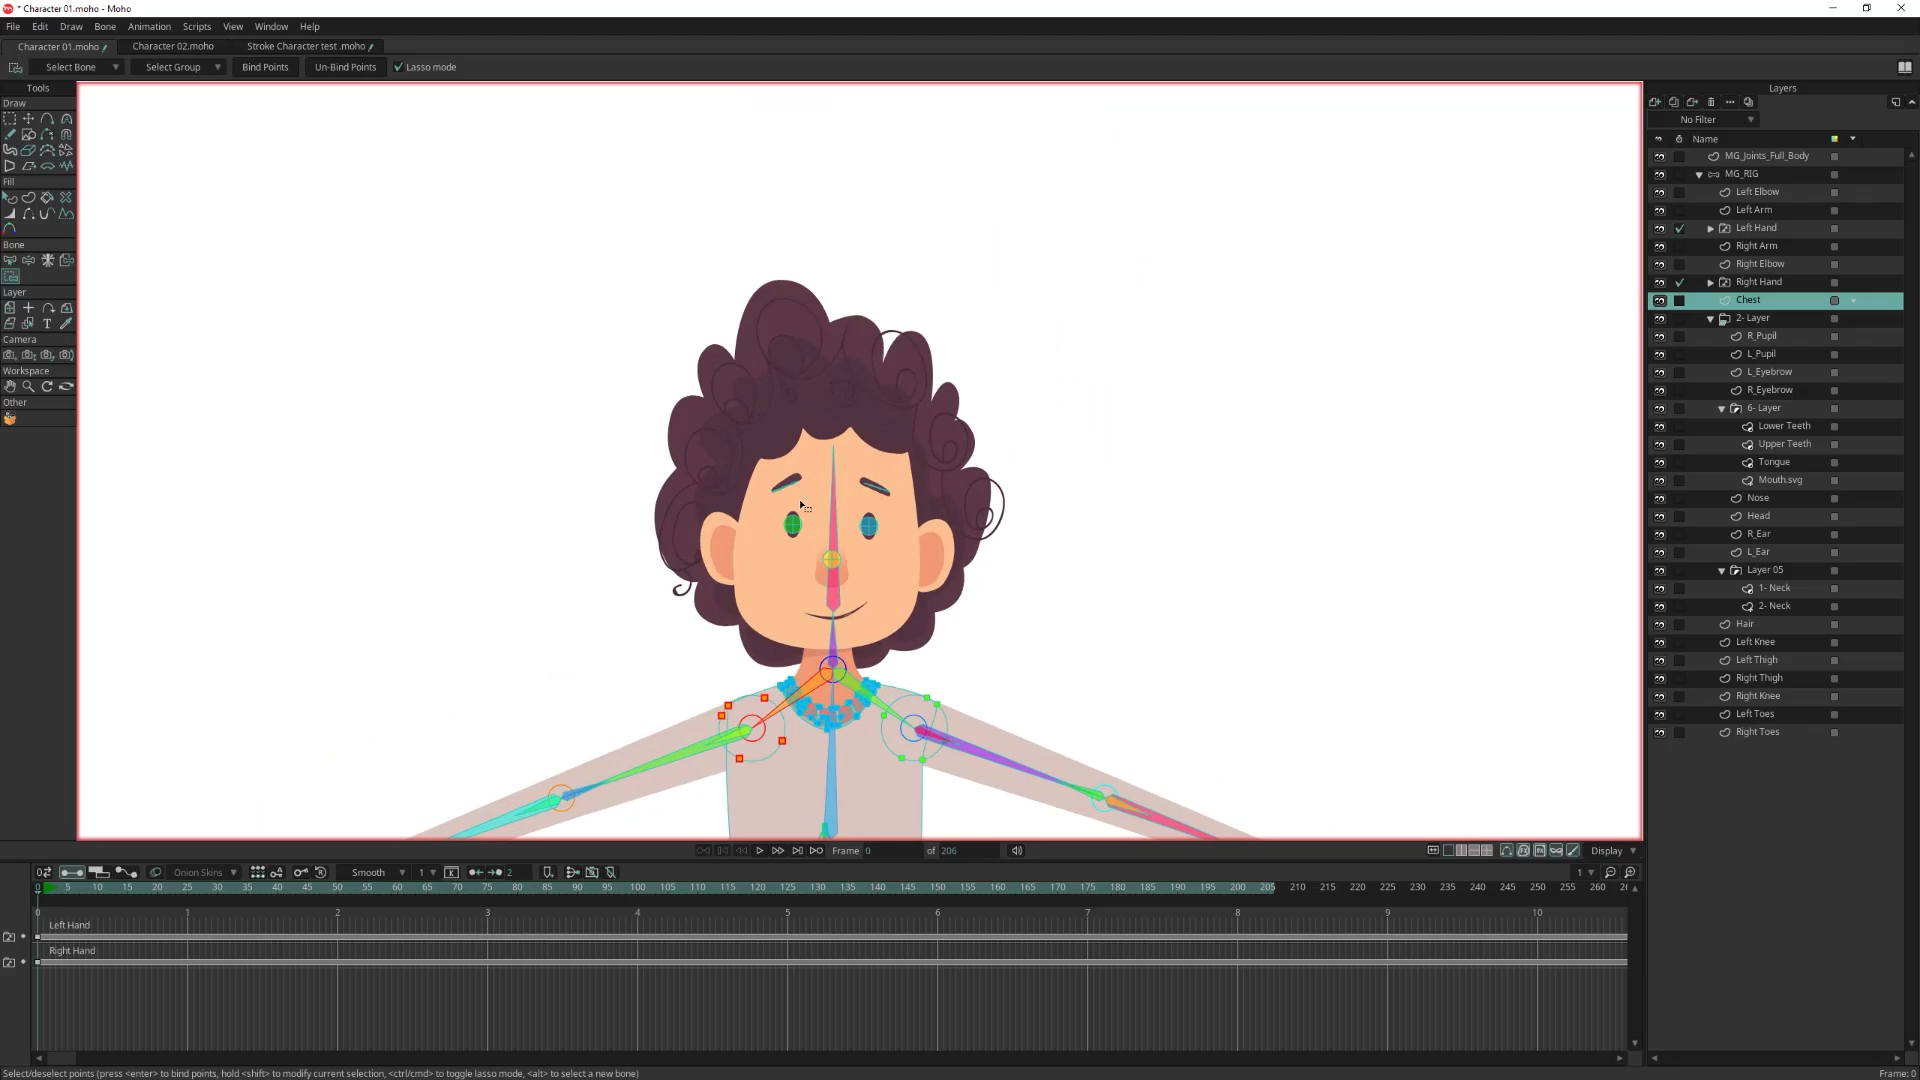 * Character 01.moho - Moho
File Edit Draw Bone Animation Scripts View Window Help
Character 01.moho Character 02.moho Stroke Character test .moho
Select Bone Select Group Bind Points Un-Bind Points Lasso mode
Tools
Draw
Fill
Bone
Layer
Camera
Workspace
Other
Layers
No Filter
Name
MG_Joints_Full_Body
MG_RIG
Left Elbow
Left Arm
Left Hand
Right Arm
Right Elbow
Right Hand
Chest
2- Layer
R_Pupil
L_Pupil
L_Eyebrow
R_Eyebrow
6- Layer
Lower Teeth
Upper Teeth
Tongue
Mouth.svg
Nose
Head
R_Ear
L_Ear
Layer 05
1- Neck
2- Neck
Hair
Left Knee
Left Thigh
Right Thigh
Right Knee
Left Toes
Right Toes
Frame 0 of 206 Display
Onion Skins Smooth 1 2 1
0 5 10 15 20 25 30 35 40 45 50 55 60 65 70 75 80 85 90 95 100 105 110 115 120 125 130 135 140 145 150 155 160 165 170 175 180 185 190 195 200 205 210 215 220 225 230 235 240 245 250 255 260
0 1 2 3 4 5 6 7 8 9 10
Left Hand
Right Hand
Select/deselect points (press <enter> to bind points, hold <shift> to modify current selection, <ctrl/cmd> to toggle lasso mode, <alt> to select a new bone) Frame: 0